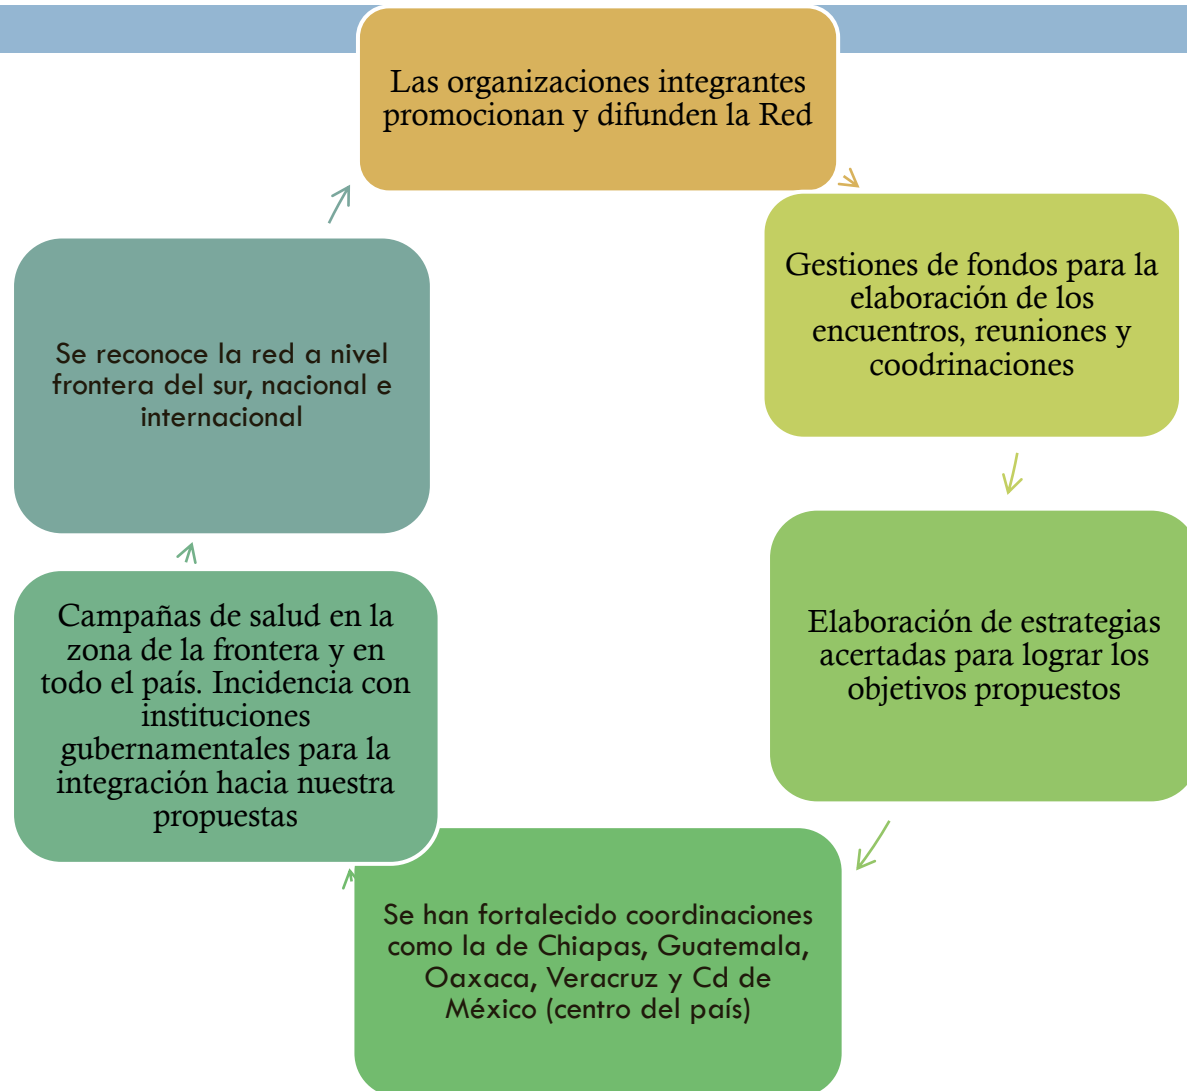 Las organizaciones integrantes
promocionan y difunden la Red
Gestiones de fondos para la
elaboración de los
encuentros, reuniones y
coodrinaciones
Elaboración de estrategias
acertadas para lograr los
objetivos propuestos
Se han fortalecido coordinaciones
como la de Chiapas, Guatemala,
Oaxaca, Veracruz y Cd de
México (centro del país)
Campañas de salud en la
zona de la frontera y en
todo el país. Incidencia con
instituciones
gubernamentales para la
integración hacia nuestra
propuestas
Se reconoce la red a nivel
frontera del sur, nacional e
internacional